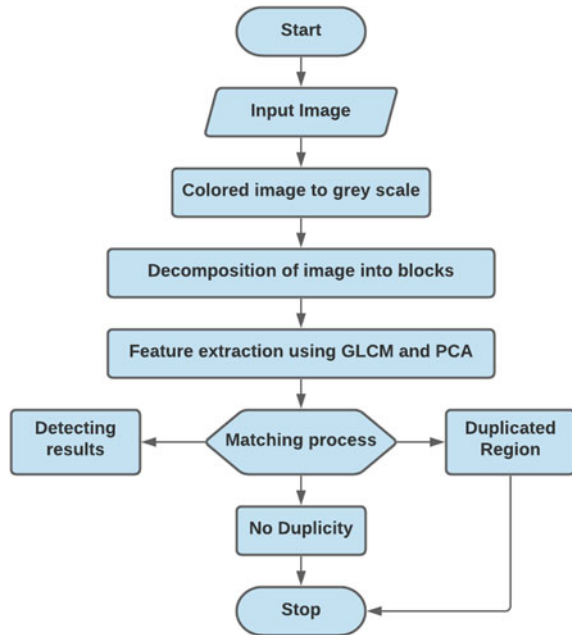 Start
Input Image
Colored image to grey scale
Decomposition of image into blocks
Feature extraction using GLCM and PCA
Detecting
results
Matching process
Duplicated
Region
No Duplicity
Stop